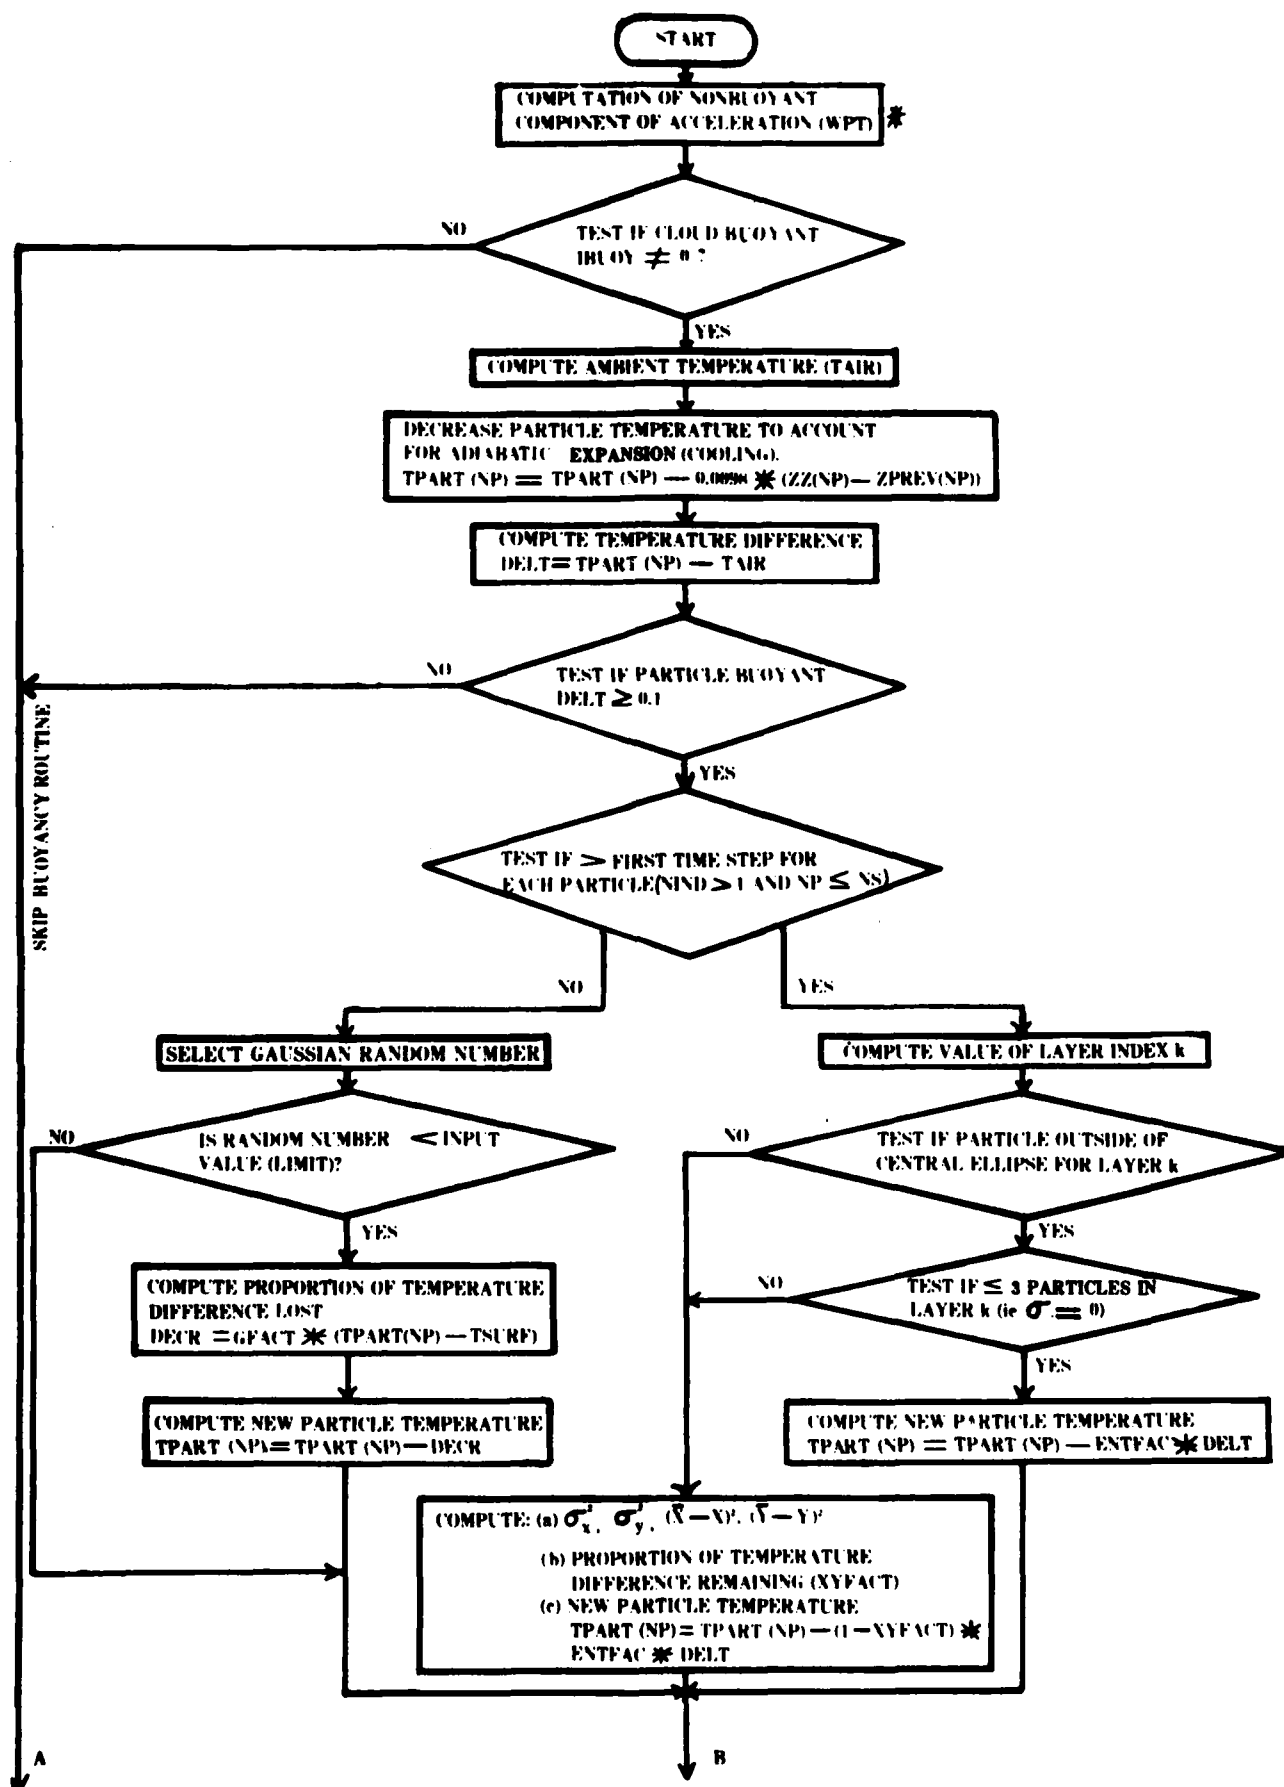 START
COMPUTATION OF NONBUOYANT
COMPONENT OF ACCELERATION (WPT) *
NO
TEST IF CLOUD BUOYANT
IBUOY ≠ 0 ?
YES
COMPUTE AMBIENT TEMPERATURE (TAIR)
DECREASE PARTICLE TEMPERATURE TO ACCOUNT
FOR ADIABATIC EXPANSION (COOLING).
TPART (NP) = TPART (NP) — 0.0098 * (ZZ(NP)— ZPREV(NP))
COMPUTE TEMPERATURE DIFFERENCE
DELT = TPART (NP) — TAIR
NO
TEST IF PARTICLE BUOYANT
DELT ≥ 0.1
SKIP BUOYANCY ROUTINE
YES
TEST IF > FIRST TIME STEP FOR
EACH PARTICLE(NIND > 1 AND NP ≤ NS)
NO
YES
SELECT GAUSSIAN RANDOM NUMBER
COMPUTE VALUE OF LAYER INDEX k
NO
IS RANDOM NUMBER < INPUT
VALUE (LIMIT)?
NO
TEST IF PARTICLE OUTSIDE OF
CENTRAL ELLIPSE FOR LAYER k
YES
YES
COMPUTE PROPORTION OF TEMPERATURE
DIFFERENCE LOST
DECR = GFACT * (TPART(NP) — TSURF)
NO
TEST IF ≤ 3 PARTICLES IN
LAYER k (ie σ = 0)
YES
COMPUTE NEW PARTICLE TEMPERATURE
TPART (NP)= TPART (NP) — DECR
COMPUTE NEW PARTICLE TEMPERATURE
TPART (NP) = TPART (NP) — ENTFAC * DELT
COMPUTE: (a) σx², σy², (X̄ — X)², (Ȳ — Y)²
(b) PROPORTION OF TEMPERATURE
DIFFERENCE REMAINING (XYFACT)
(c) NEW PARTICLE TEMPERATURE
TPART (NP)= TPART (NP) — (1 — XYFACT) *
ENTFAC * DELT
A
B